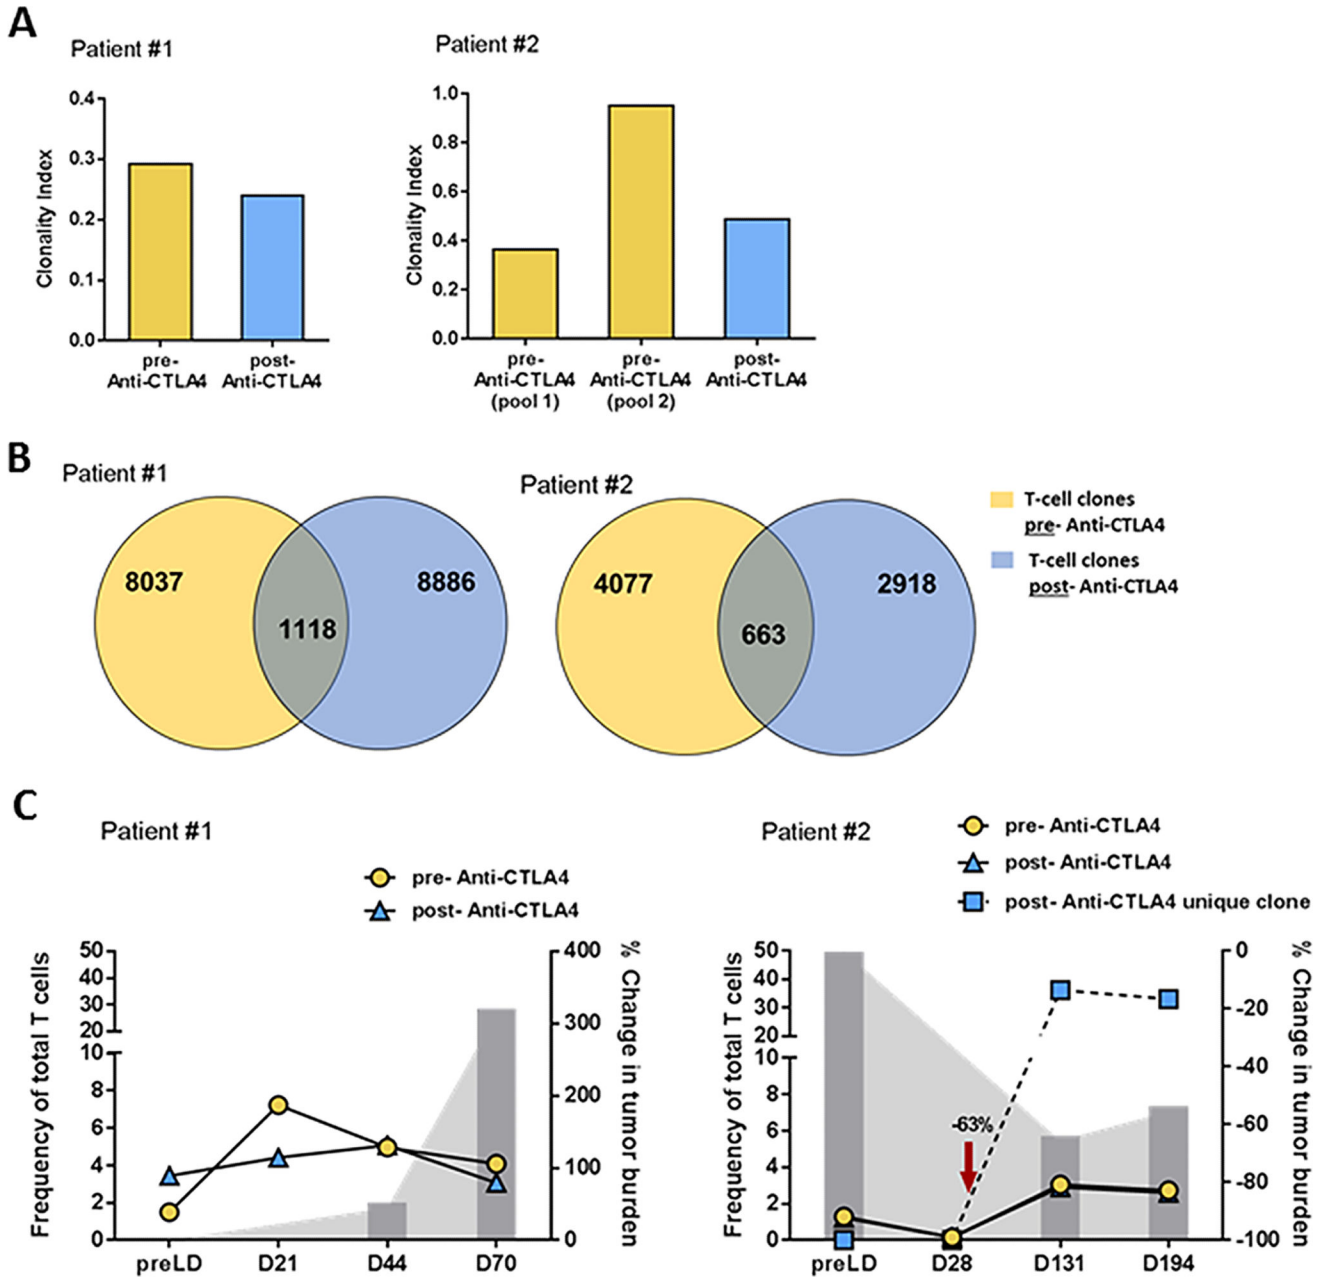 A
Patient #1
Patient #2
Clonality Index
0.4
0.3
0.2
0.1
0.0
pre-
Anti-CTLA4
post-
Anti-CTLA4
Clonality Index
1.0
0.8
0.6
0.4
0.2
0.0
pre-
Anti-CTLA4
(pool 1)
pre-
Anti-CTLA4
(pool 2)
post-
Anti-CTLA4
B
Patient #1
8037
1118
8886
Patient #2
4077
663
2918
T-cell clones
pre- Anti-CTLA4
T-cell clones
post- Anti-CTLA4
C
Patient #1
pre- Anti-CTLA4
post- Anti-CTLA4
Frequency of total T cells
50
40
30
20
10
8
6
4
2
0
preLD
D21
D44
D70
400
300
200
100
0
% Change in tumor burden
Patient #2
pre- Anti-CTLA4
post- Anti-CTLA4
post- Anti-CTLA4 unique clone
Frequency of total T cells
50
40
30
20
10
8
6
4
2
0
-63%
preLD
D28
D131
D194
0
-20
-40
-60
-80
-100
% Change in tumor burden